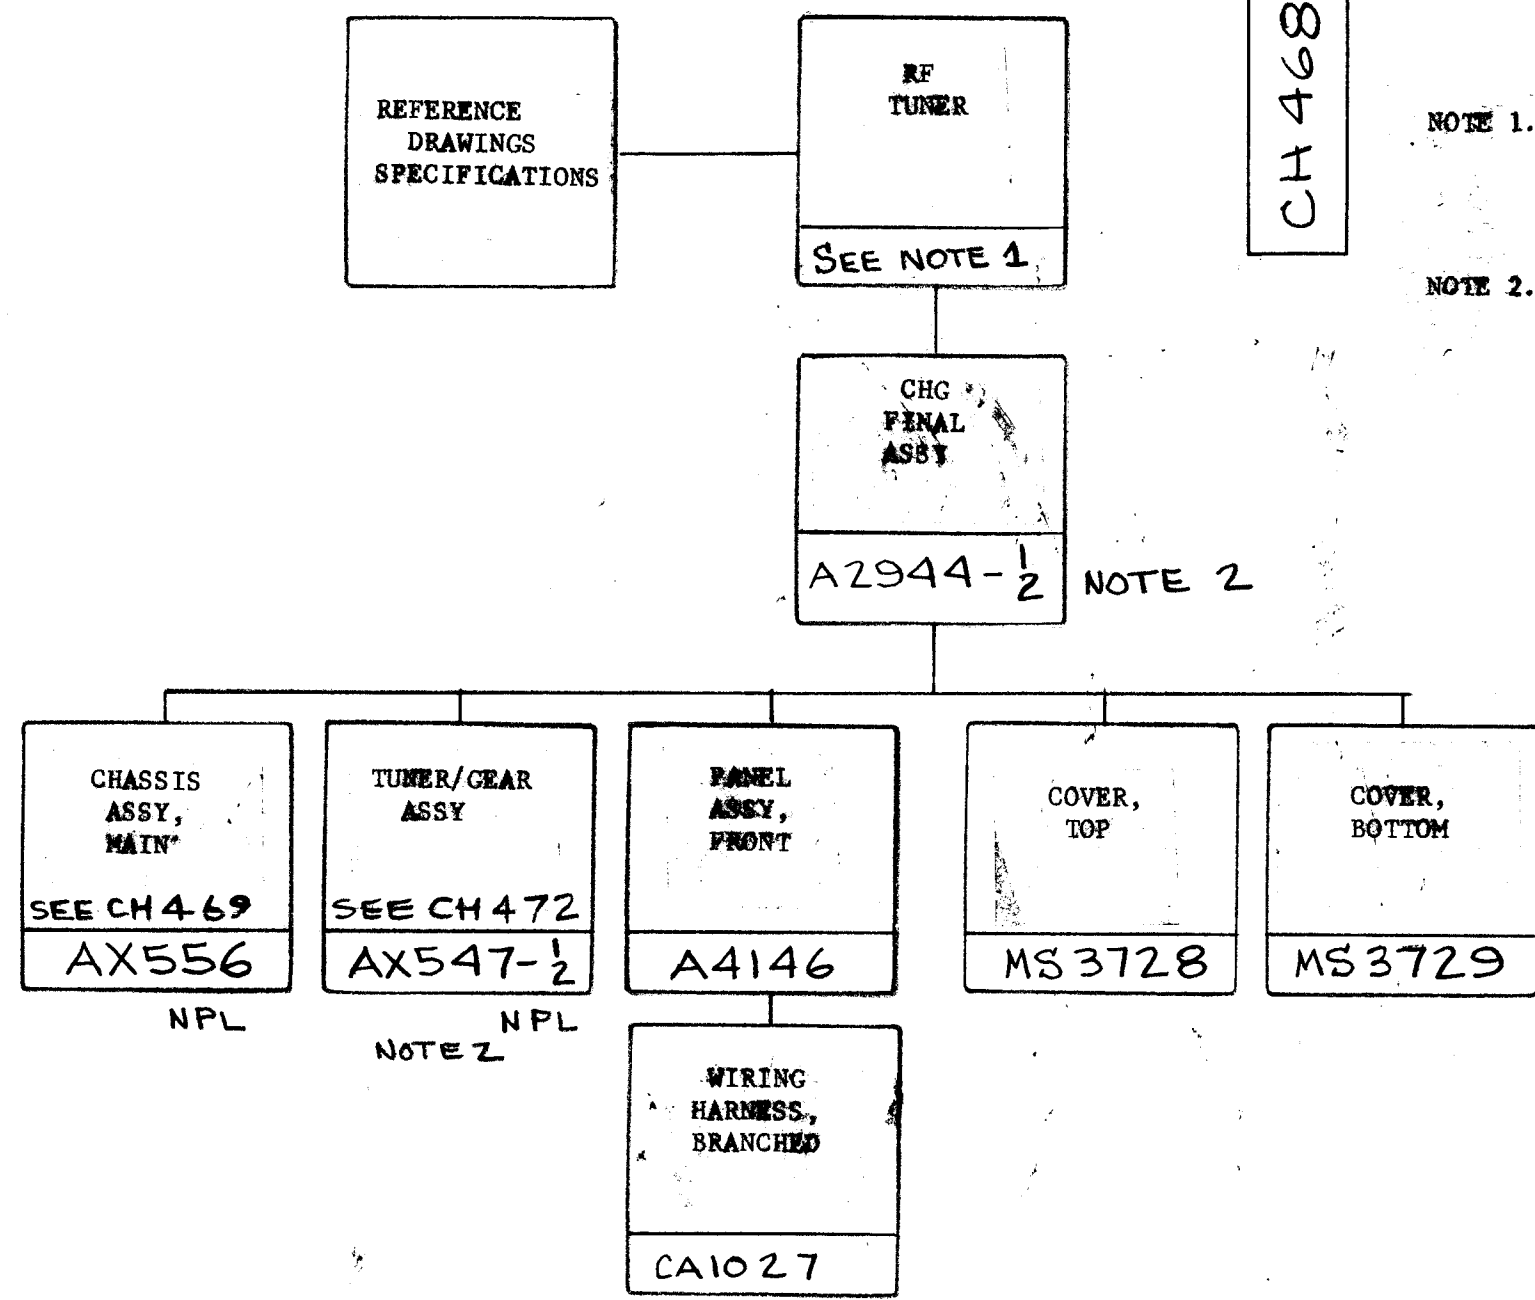 REFERENCE
DRAWINGS
SPECIFICATIONS
RF
TUNER
SEE NOTE 1
CH 468
NOTE 1.
NOTE 2.
CHG
FINAL
ASSY
A2944-1/2
NOTE 2
CHASSIS
ASSY,
MAIN
SEE CH 469
AX556
NPL
TUNER/GEAR
ASSY
SEE CH 472
AX547-1/2
NPL
NOTE 2
PANEL
ASSY,
FRONT
A4146
COVER,
TOP
MS3728
COVER,
BOTTOM
MS3729
WIRING
HARNESS,
BRANCHED
CA1027